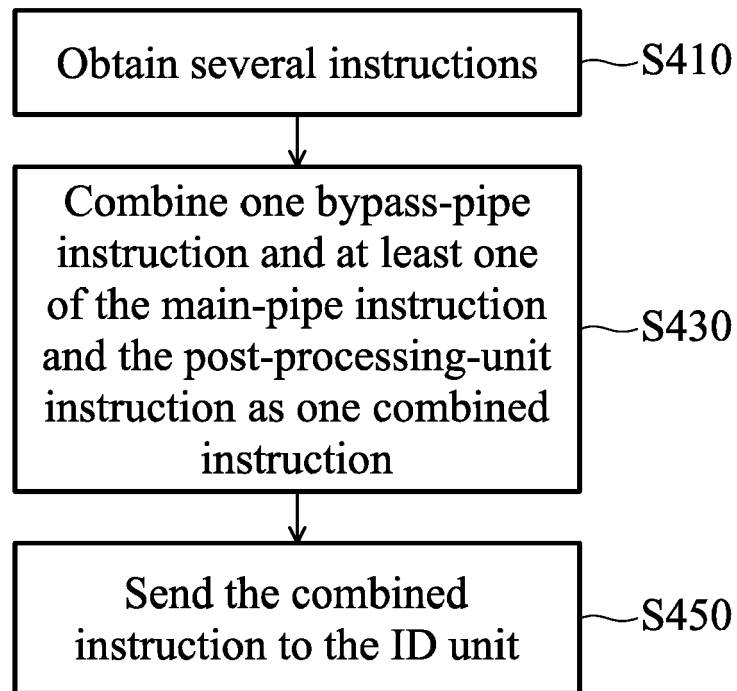 Obtain several instructions
S410
Combine one bypass-pipe
instruction and at least one
of the main-pipe instruction
and the post-processing-unit
instruction as one combined
instruction
S430
Send the combined
instruction to the ID unit
S450